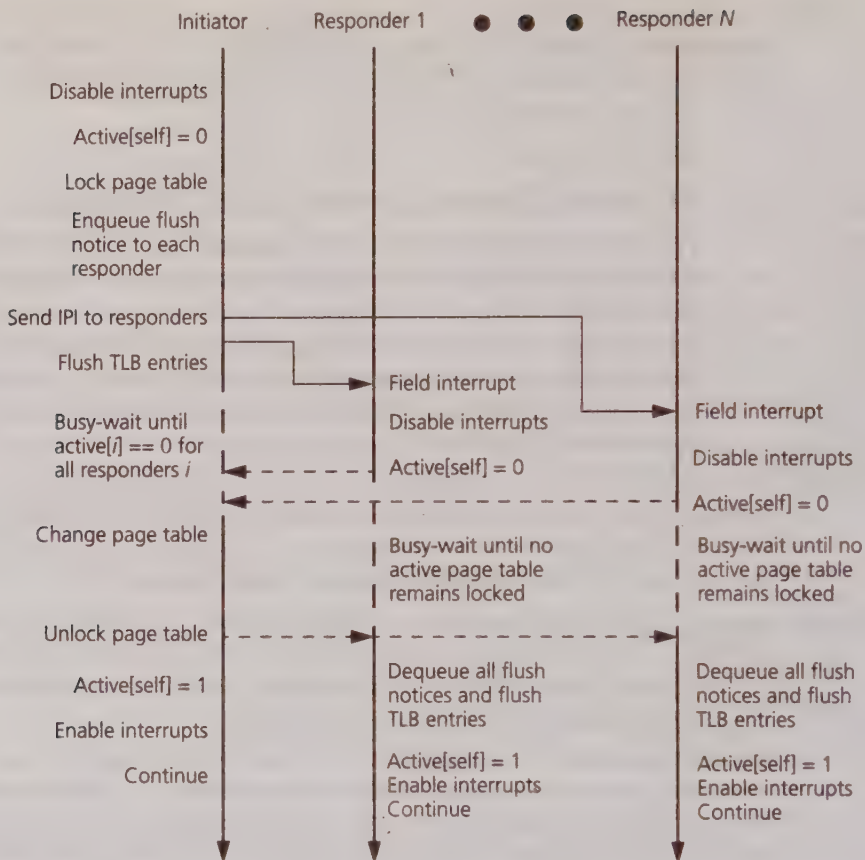 Initiator
Responder 1
Responder N
Disable interrupts
Active[self] = 0
Lock page table
Enqueue flush
notice to each
responder
Send IPI to responders
Flush TLB entries
Busy-wait until
active[i] == 0 for
all responders i
Change page table
Unlock page table
Active[self] = 1
Enable interrupts
Continue
Field interrupt
Disable interrupts
Active[self] = 0
Busy-wait until no
active page table
remains locked
Dequeue all flush
notices and flush
TLB entries
Active[self] = 1
Enable interrupts
Continue
Field interrupt
Disable interrupts
Active[self] = 0
Busy-wait until no
active page table
remains locked
Dequeue all flush
notices and flush
TLB entries
Active[self] = 1
Enable interrupts
Continue